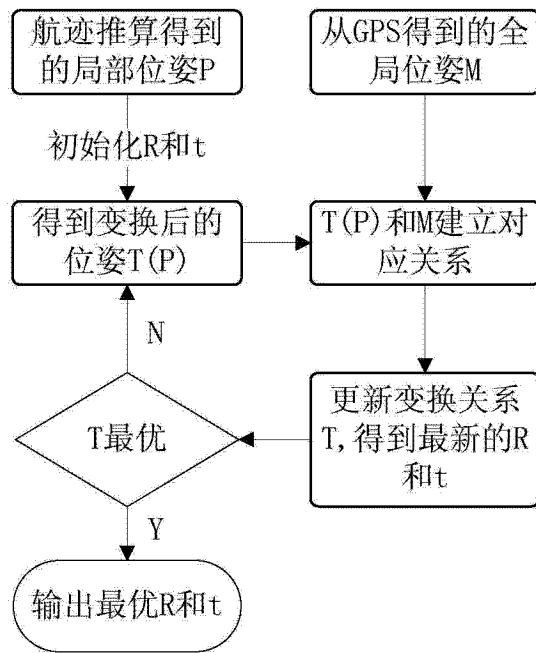 航迹推算得到
的局部位姿P
从GPS得到的全
局位姿M
初始化R和t
得到变换后的
位姿T(P)
T(P)和M建立对
应关系
N
更新变换关系
T,得到最新的R
和t
T最优
Y
输出最优R和t